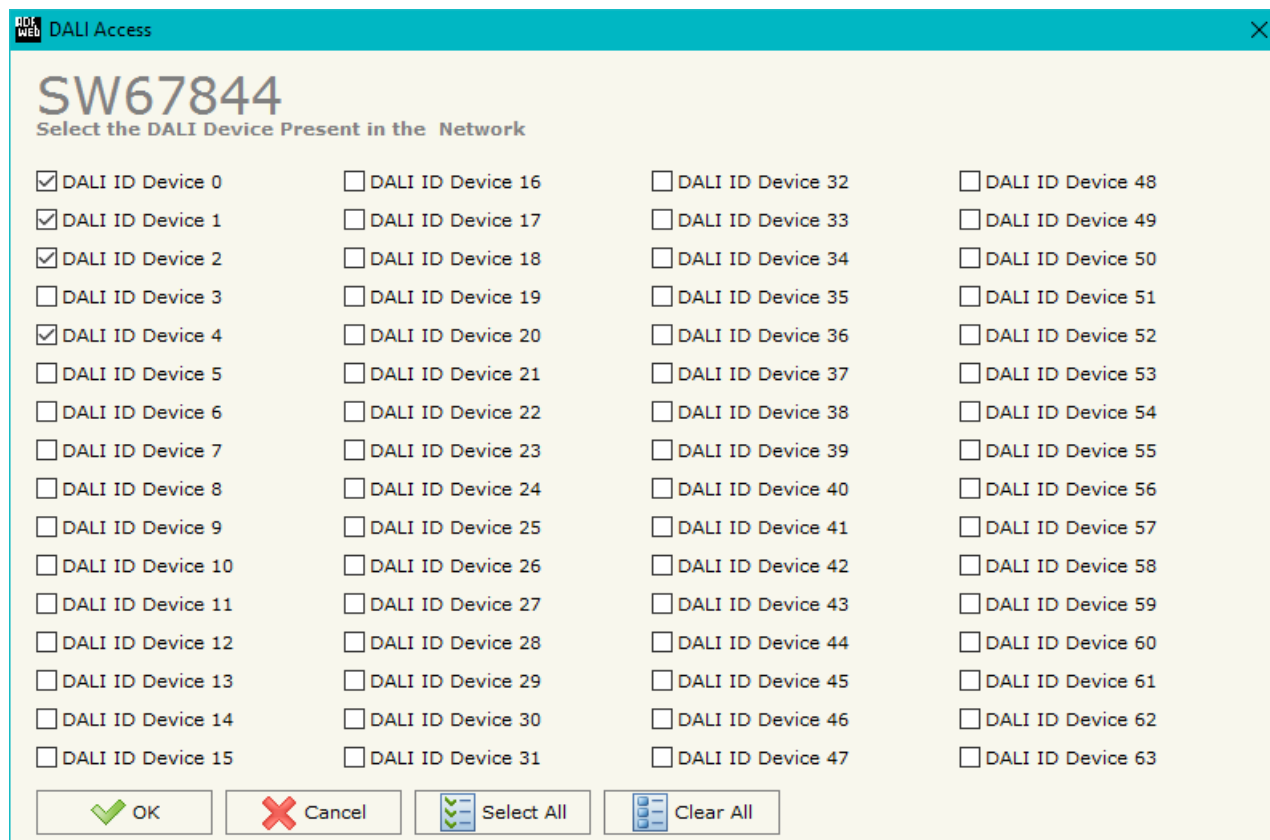 ADF WEB DALI Access
SW67844
Select the DALI Device Present in the Network
DALI ID Device 0 DALI ID Device 16 DALI ID Device 32 DALI ID Device 48
DALI ID Device 1 DALI ID Device 17 DALI ID Device 33 DALI ID Device 49
DALI ID Device 2 DALI ID Device 18 DALI ID Device 34 DALI ID Device 50
DALI ID Device 3 DALI ID Device 19 DALI ID Device 35 DALI ID Device 51
DALI ID Device 4 DALI ID Device 20 DALI ID Device 36 DALI ID Device 52
DALI ID Device 5 DALI ID Device 21 DALI ID Device 37 DALI ID Device 53
DALI ID Device 6 DALI ID Device 22 DALI ID Device 38 DALI ID Device 54
DALI ID Device 7 DALI ID Device 23 DALI ID Device 39 DALI ID Device 55
DALI ID Device 8 DALI ID Device 24 DALI ID Device 40 DALI ID Device 56
DALI ID Device 9 DALI ID Device 25 DALI ID Device 41 DALI ID Device 57
DALI ID Device 10 DALI ID Device 26 DALI ID Device 42 DALI ID Device 58
DALI ID Device 11 DALI ID Device 27 DALI ID Device 43 DALI ID Device 59
DALI ID Device 12 DALI ID Device 28 DALI ID Device 44 DALI ID Device 60
DALI ID Device 13 DALI ID Device 29 DALI ID Device 45 DALI ID Device 61
DALI ID Device 14 DALI ID Device 30 DALI ID Device 46 DALI ID Device 62
DALI ID Device 15 DALI ID Device 31 DALI ID Device 47 DALI ID Device 63
OK Cancel Select All Clear All